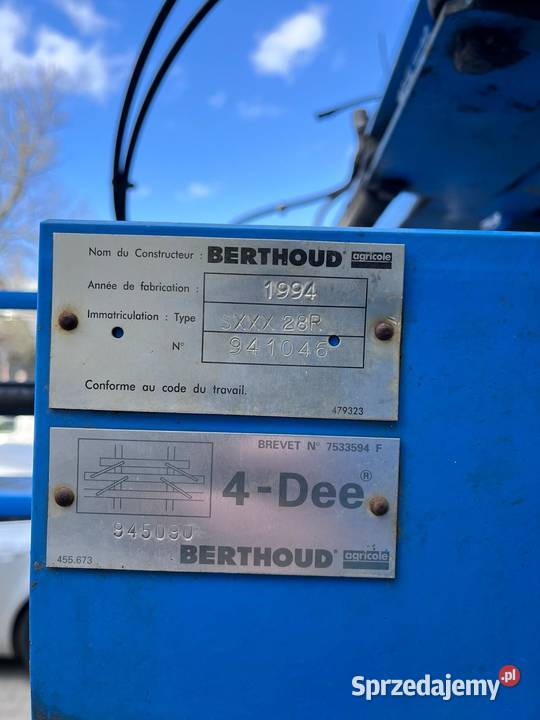 Nom du Constructeur : BERTHOUD agricole
Année de fabrication : 1994
Immatriculation : Type SXXX 28R
N° 941046
Conforme au code du travail.
479323
BREVET N° 7533594 F
4-Dee®
945090
455.673
BERTHOUD agricole
Sprzedajemy.pl